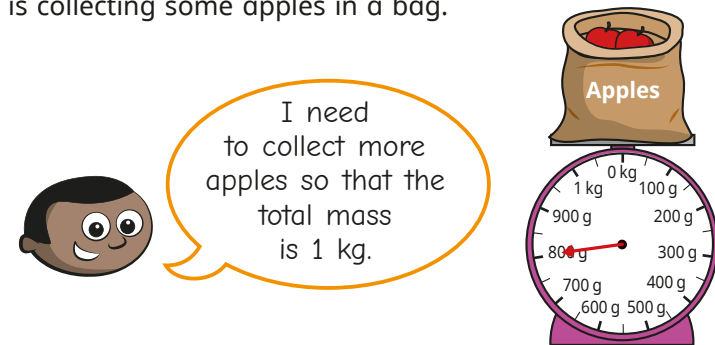 is collecting some apples in a bag.
I need
to collect more
apples so that the
total mass
is 1 kg.
Apples
0 kg
1 kg
100 g
900 g
200 g
800 g
300 g
700 g
400 g
600 g
500 g